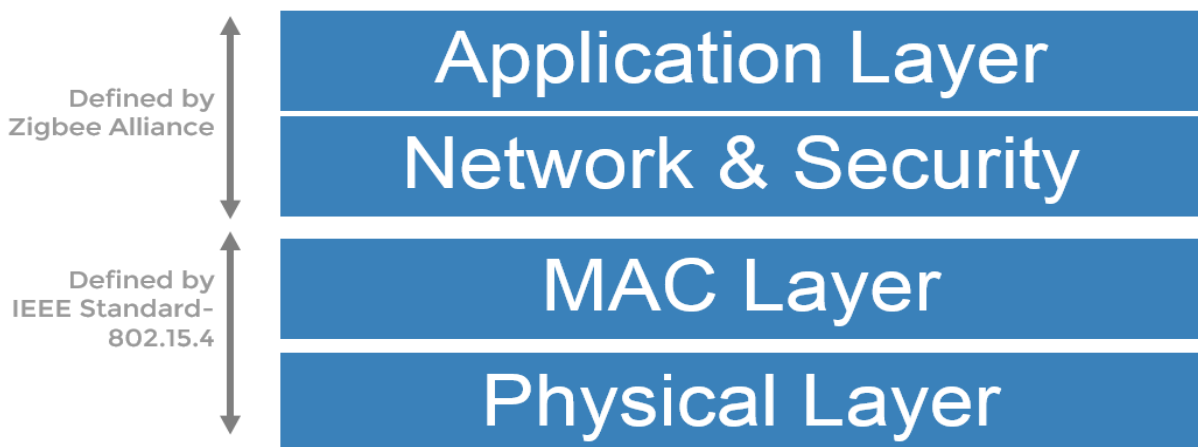 Defined by
Zigbee Alliance
Application Layer
Network & Security
Defined by
IEEE Standard-
802.15.4
MAC Layer
Physical Layer